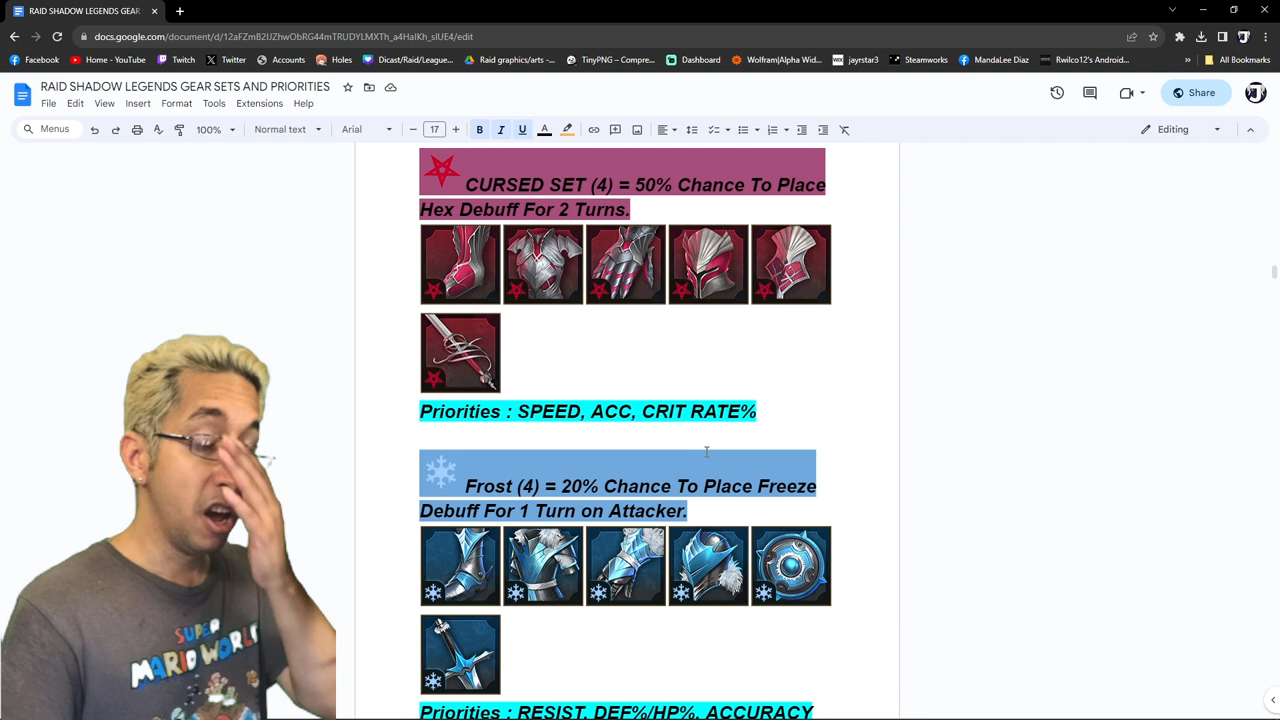 RAID SHADOW LEGENDS GEAR
docs.google.com/document/d/12aFZmB2IJZhwObRG44mTRUDYLMXTh_a4HaIKh_sIUE4/edit
Facebook Home - YouTube Twitch Twitter Accounts Holes Dicast/Raid/League... Raid graphics/arts -... TinyPNG – Compre... Dashboard Wolfram|Alpha Wid... WiX jayrstar3 Steamworks MandaLee Diaz Rwilco12's Android... » All Bookmarks
RAID SHADOW LEGENDS GEAR SETS AND PRIORITIES
File Edit View Insert Format Tools Extensions Help
Share
Menus 100% Normal text Arial 17 B I U A Editing
CURSED SET (4) = 50% Chance To Place
Hex Debuff For 2 Turns.
Priorities : SPEED, ACC, CRIT RATE%
Frost (4) = 20% Chance To Place Freeze
Debuff For 1 Turn on Attacker.
Priorities : RESIST, DEF%/HP%, ACCURACY
SUPER
MARIO WORLD